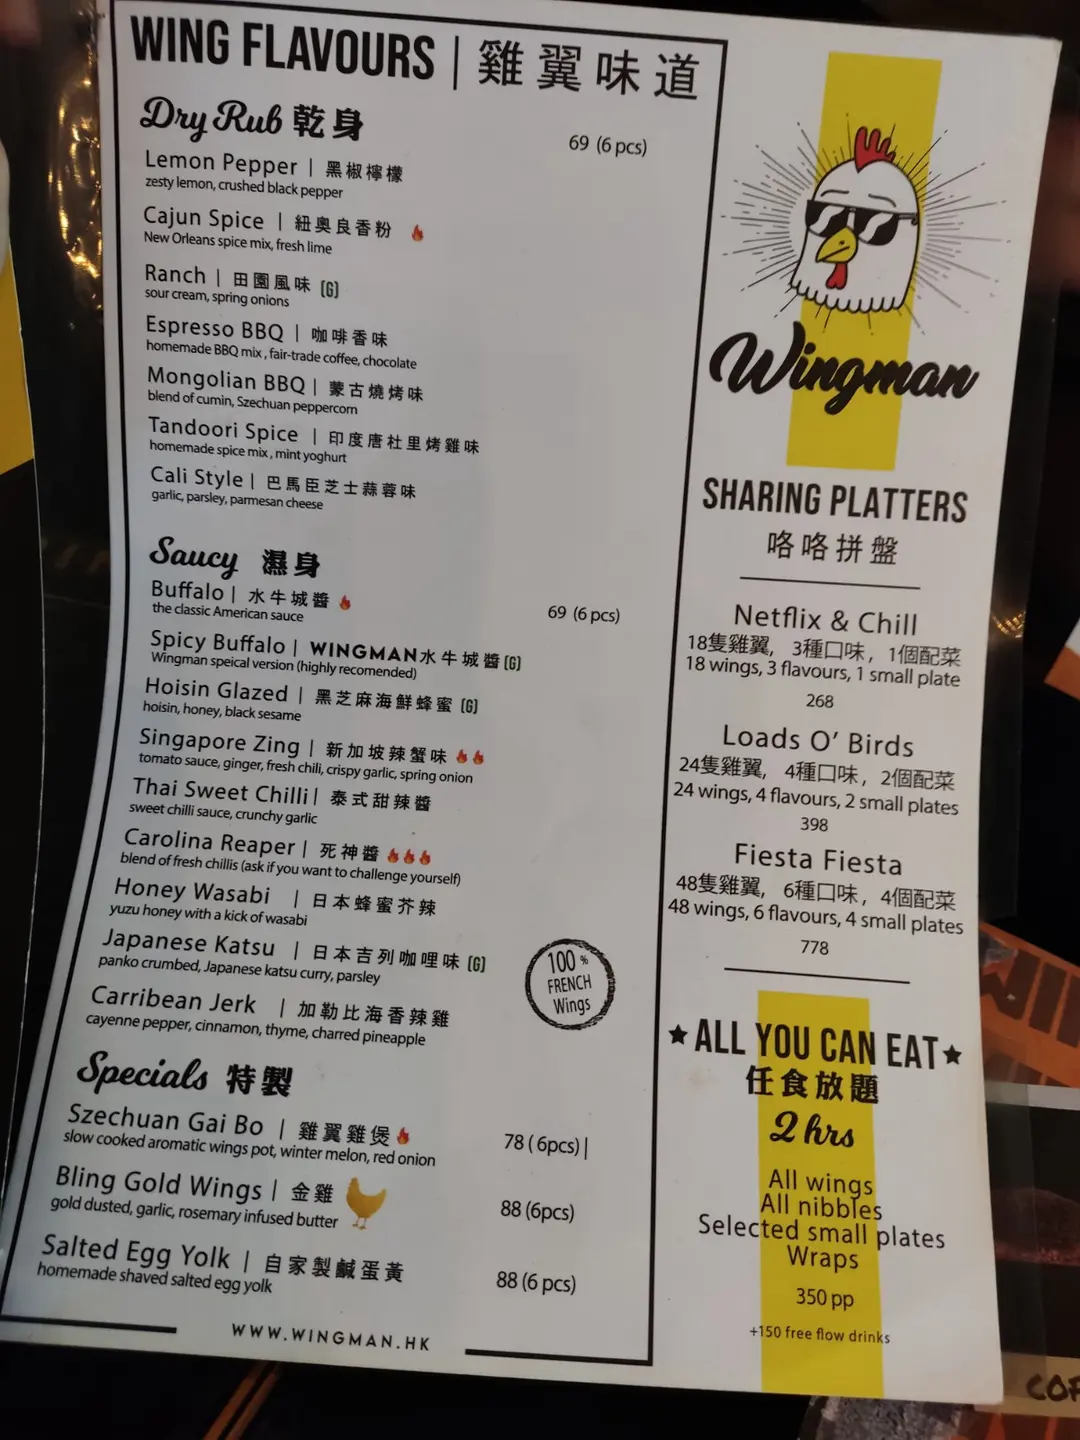 WING FLAVOURS | 雞翼味道
Dry Rub 乾身
69 (6 pcs)
Lemon Pepper | 黑椒檸檬
zesty lemon, crushed black pepper
Cajun Spice | 紐奧良香粉
New Orleans spice mix, fresh lime
Ranch | 田園風味 (G)
sour cream, spring onions
Espresso BBQ | 咖啡香味
homemade BBQ mix , fair-trade coffee, chocolate
Mongolian BBQ | 蒙古燒烤味
blend of cumin, Szechuan peppercorn
Tandoori Spice | 印度唐杜里烤雞味
homemade spice mix , mint yoghurt
Cali Style | 巴馬臣芝士蒜蓉味
garlic, parsley, parmesan cheese
Saucy 濕身
Buffalo | 水牛城醬
69 (6 pcs)
the classic American sauce
Spicy Buffalo | WINGMAN水牛城醬 (G)
Wingman speical version (highly recomended)
Hoisin Glazed | 黑芝麻海鮮蜂蜜 (G)
hoisin, honey, black sesame
Singapore Zing | 新加坡辣蟹味
tomato sauce, ginger, fresh chili, crispy garlic, spring onion
Thai Sweet Chilli | 泰式甜辣醬
sweet chilli sauce, crunchy garlic
Carolina Reaper | 死神醬
blend of fresh chillis (ask if you want to challenge yourself)
Honey Wasabi | 日本蜂蜜芥辣
yuzu honey with a kick of wasabi
Japanese Katsu | 日本吉列咖哩味 (G)
panko crumbed, Japanese katsu curry, parsley
Carribean Jerk | 加勒比海香辣雞
cayenne pepper, cinnamon, thyme, charred pineapple
100 %
FRENCH
Wings
Specials 特製
Szechuan Gai Bo | 雞翼雞煲
78 ( 6pcs) |
slow cooked aromatic wings pot, winter melon, red onion
Bling Gold Wings | 金雞
88 (6pcs)
gold dusted, garlic, rosemary infused butter
Salted Egg Yolk | 自家製鹹蛋黃
88 (6 pcs)
homemade shaved salted egg yolk
WWW.WINGMAN.HK
Wingman
SHARING PLATTERS
咯咯拼盤
Netflix & Chill
18隻雞翼, 3種口味, 1個配菜
18 wings, 3 flavours, 1 small plate
268
Loads O' Birds
24隻雞翼, 4種口味, 2個配菜
24 wings, 4 flavours, 2 small plates
398
Fiesta Fiesta
48隻雞翼, 6種口味, 4個配菜
48 wings, 6 flavours, 4 small plates
778
★ALL YOU CAN EAT★
任食放題
2 hrs
All wings
All nibbles
Selected small plates
Wraps
350 pp
+150 free flow drinks